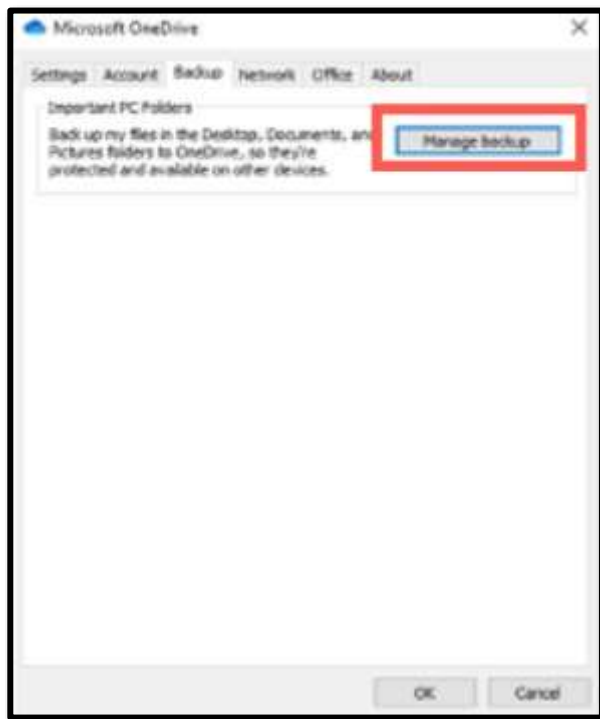 Microsoft OneDrive
Settings Account Backup Network Office About
Important PC Folders
Back up my files in the Desktop, Documents, and
Pictures folders to OneDrive, so they're
protected and available on other devices.
Manage backup
OK Cancel